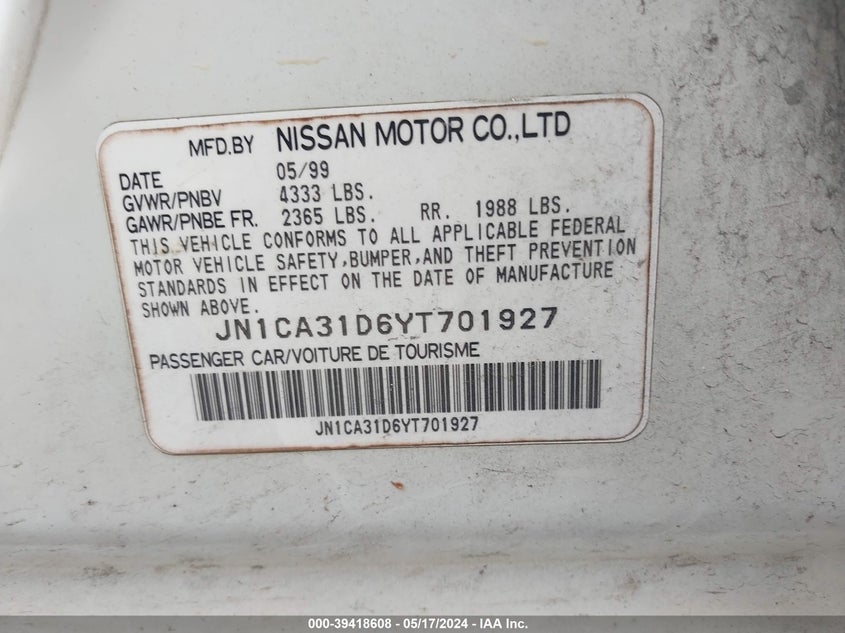 MFD.BY NISSAN MOTOR CO.,LTD
DATE 05/99
GVWR/PNBV 4333 LBS.
GAWR/PNBE FR. 2365 LBS. RR. 1988 LBS.
THIS VEHICLE CONFORMS TO ALL APPLICABLE FEDERAL
MOTOR VEHICLE SAFETY,BUMPER,AND THEFT PREVENTION
STANDARDS IN EFFECT ON THE DATE OF MANUFACTURE
SHOWN ABOVE.
JN1CA31D6YT701927
PASSENGER CAR/VOITURE DE TOURISME
JN1CA31D6YT701927
000-39418608 - 05/17/2024 - IAA Inc.